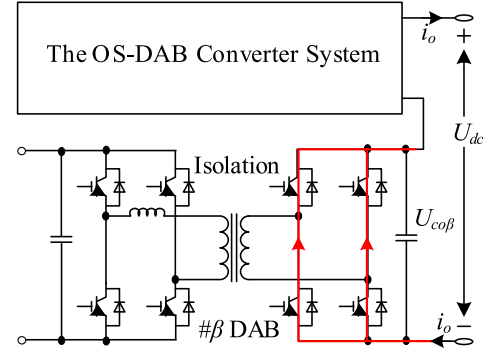 The OS-DAB Converter System
i_o
+
U_dc
Isolation
U_coβ
#β DAB
i_o
−